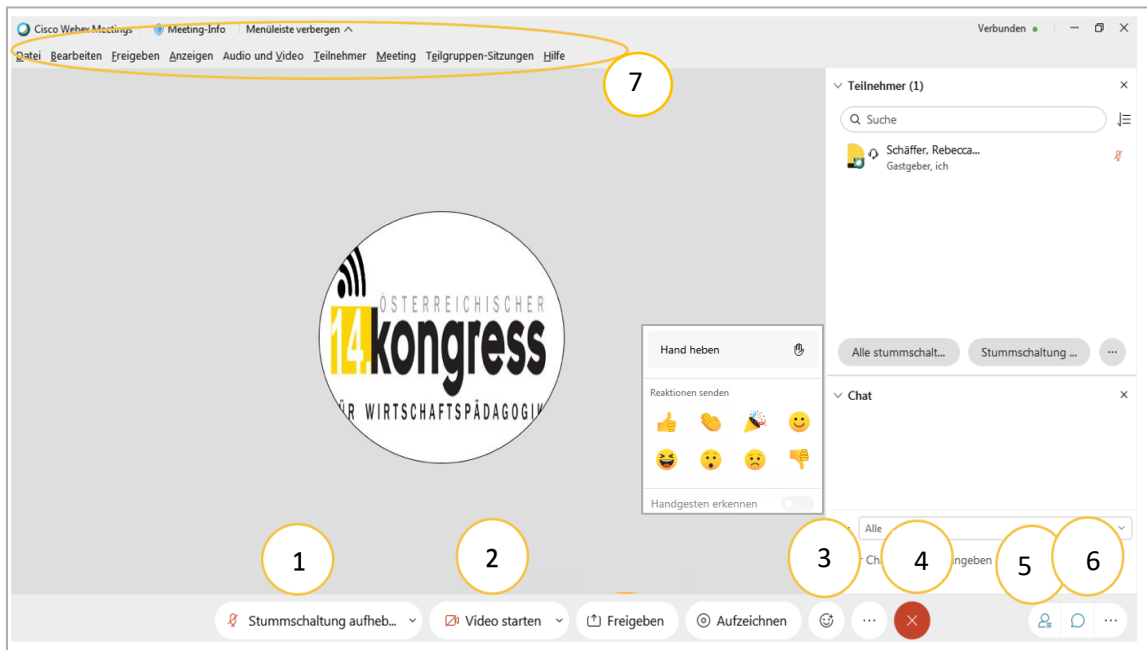 Cisco Webex Meetings Meeting-Info Menüleiste verbergen Verbunden
Datei Bearbeiten Freigeben Anzeigen Audio und Video Teilnehmer Meeting Teilgruppen-Sitzungen Hilfe
7
Teilnehmer (1)
Suche
Schäffer, Rebecca...
Gastgeber, ich
ÖSTERREICHISCHER
14. kongress
FÜR WIRTSCHAFTSPÄDAGOGIK
Hand heben
Reaktionen senden
Handgesten erkennen
Alle stummschalt... Stummschaltung ... ...
Chat
Alle
ngeben
1
2
3
4
5
6
Stummschaltung aufheb... Video starten Freigeben Aufzeichnen ... ...